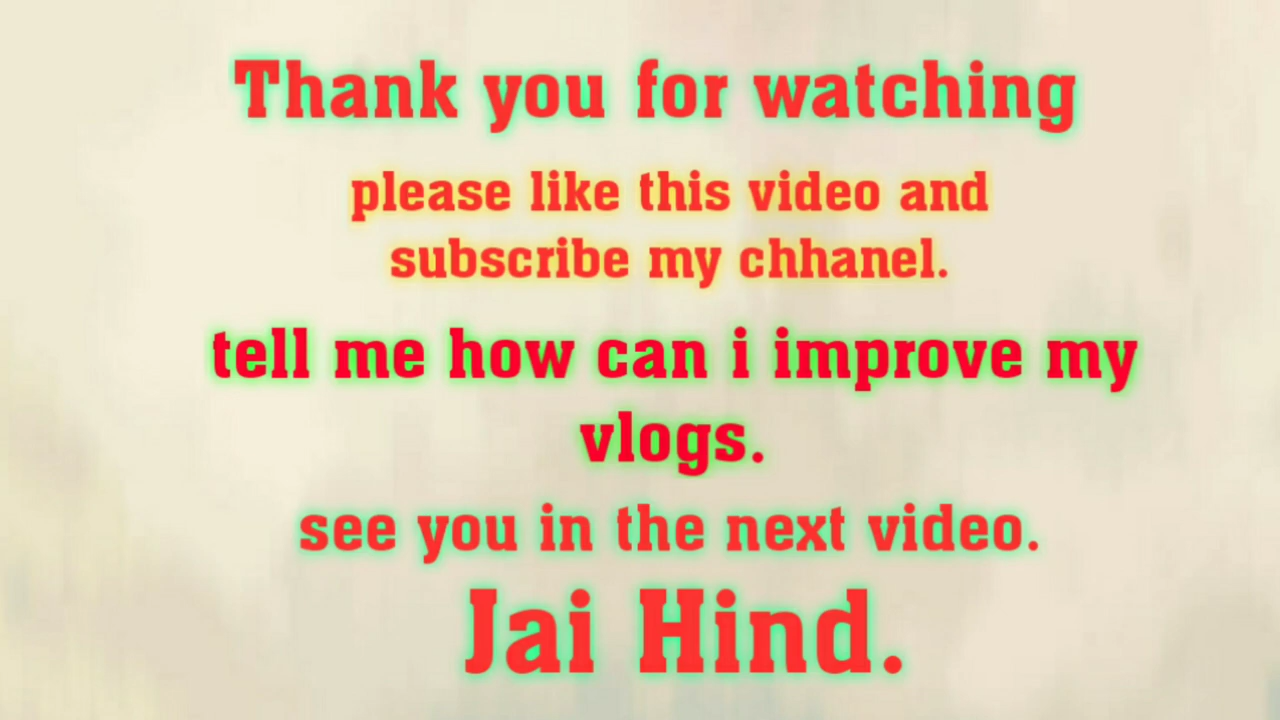 Thank you for watching
please like this video and
subscribe my chhanel.
tell me how can i improve my
vlogs.
see you in the next video.
Jai Hind.